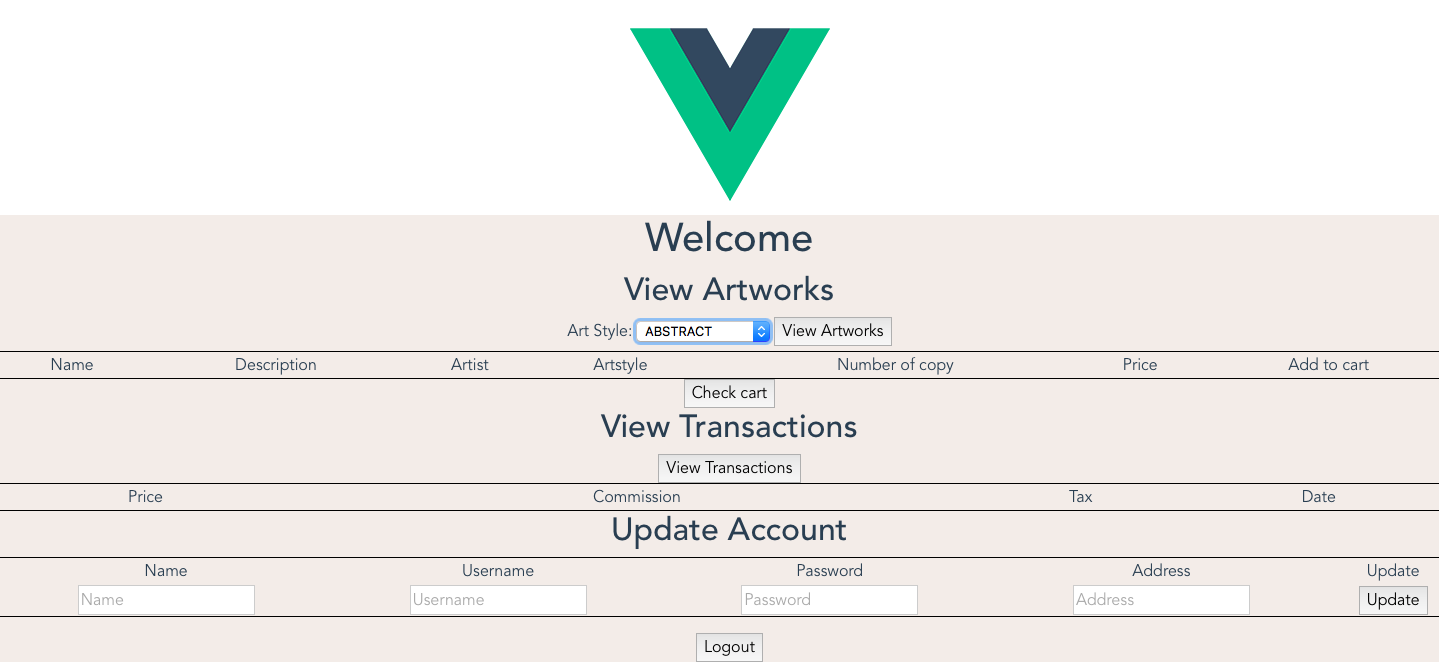 Welcome
View Artworks
Art Style: ABSTRACT View Artworks
Name Description Artist Artstyle Number of copy Price Add to cart
Check cart
View Transactions
View Transactions
Price Commission Tax Date
Update Account
Name Username Password Address Update
Name Username Password Address Update
Logout